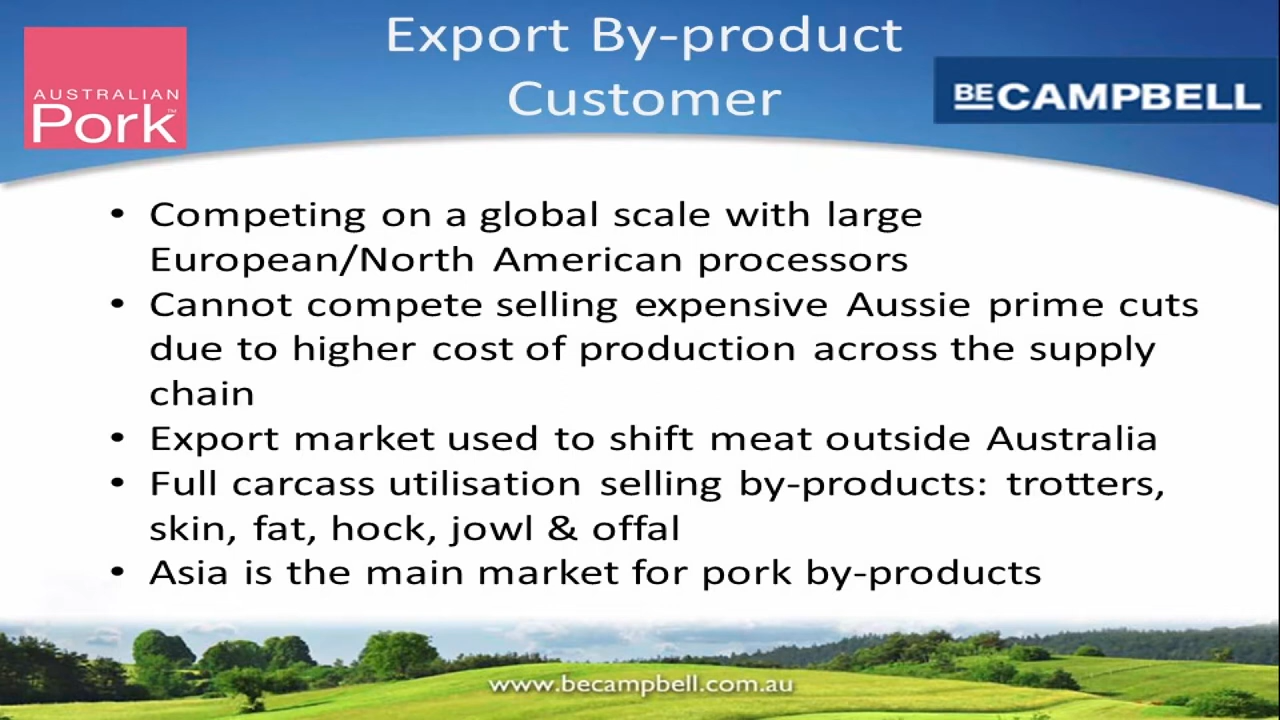 Export By-product
Customer
AUSTRALIAN
Pork™
BECAMPBELL
• Competing on a global scale with large
European/North American processors
• Cannot compete selling expensive Aussie prime cuts
due to higher cost of production across the supply
chain
• Export market used to shift meat outside Australia
• Full carcass utilisation selling by-products: trotters,
skin, fat, hock, jowl & offal
• Asia is the main market for pork by-products
www.becampbell.com.au